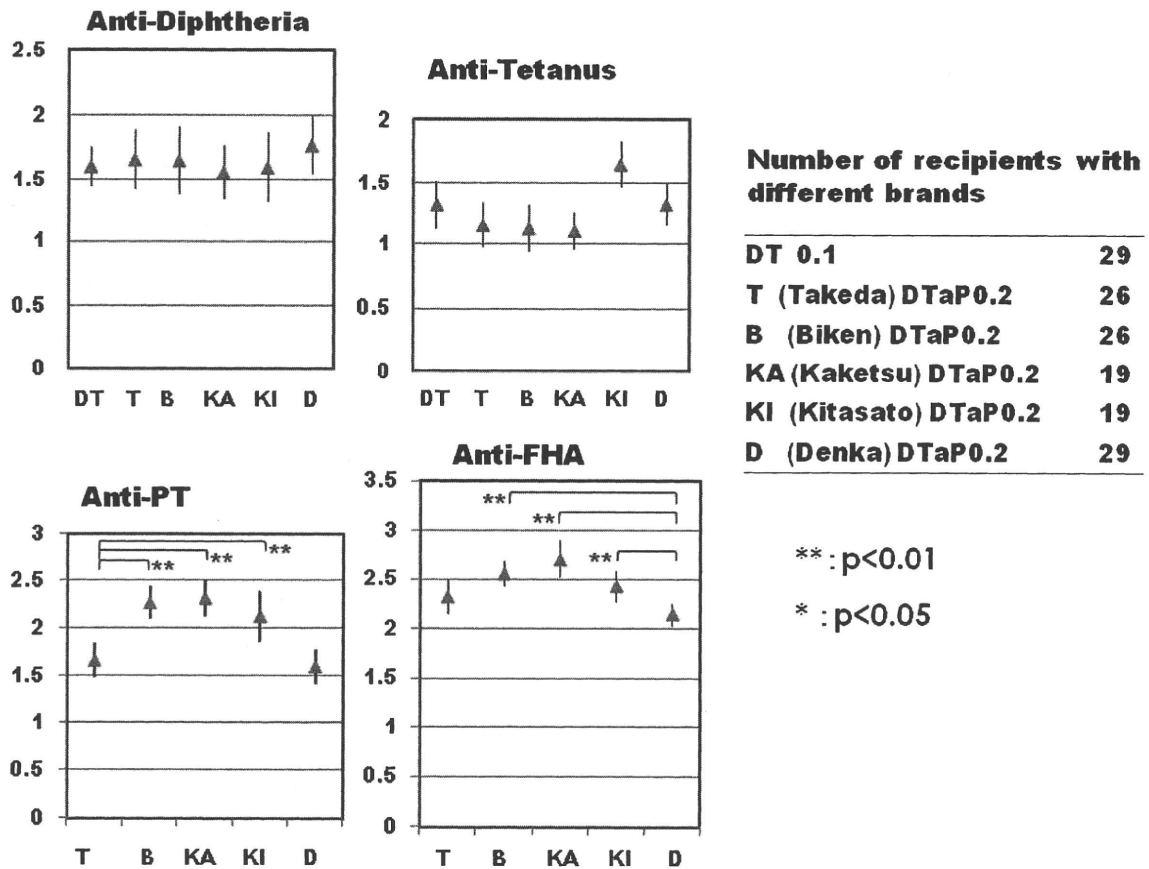 Anti-Diphtheria
2.5
2
1.5
1
0.5
0
DT T B KA KI D
Anti-Tetanus
2
1.5
1
0.5
0
DT T B KA KI D
Number of recipients with
different brands
DT 0.1 29
T (Takeda) DTaP0.2 26
B (Biken) DTaP0.2 26
KA (Kaketsu) DTaP0.2 19
KI (Kitasato) DTaP0.2 19
D (Denka) DTaP0.2 29
Anti-PT
3
2.5
2
1.5
1
0.5
0
** ** **
T B KA KI D
Anti-FHA
3.5
3
2.5
2
1.5
1
0.5
0
**
**
**
T B KA KI D
** : p<0.01
* : p<0.05